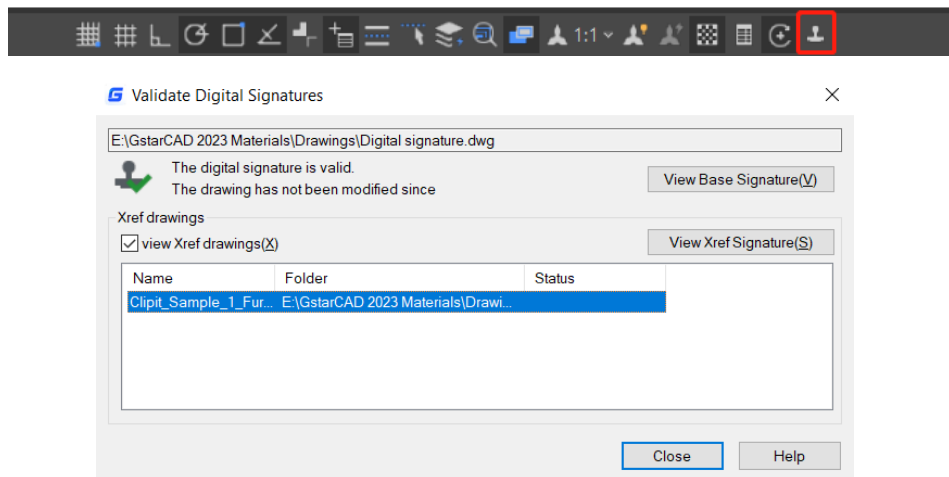 1:1
Validate Digital Signatures
E:\GstarCAD 2023 Materials\Drawings\Digital signature.dwg
The digital signature is valid.
The drawing has not been modified since
View Base Signature(V)
Xref drawings
view Xref drawings(X)
View Xref Signature(S)
Name Folder Status
Clipit_Sample_1_Fur... E:\GstarCAD 2023 Materials\Drawi...
Close Help